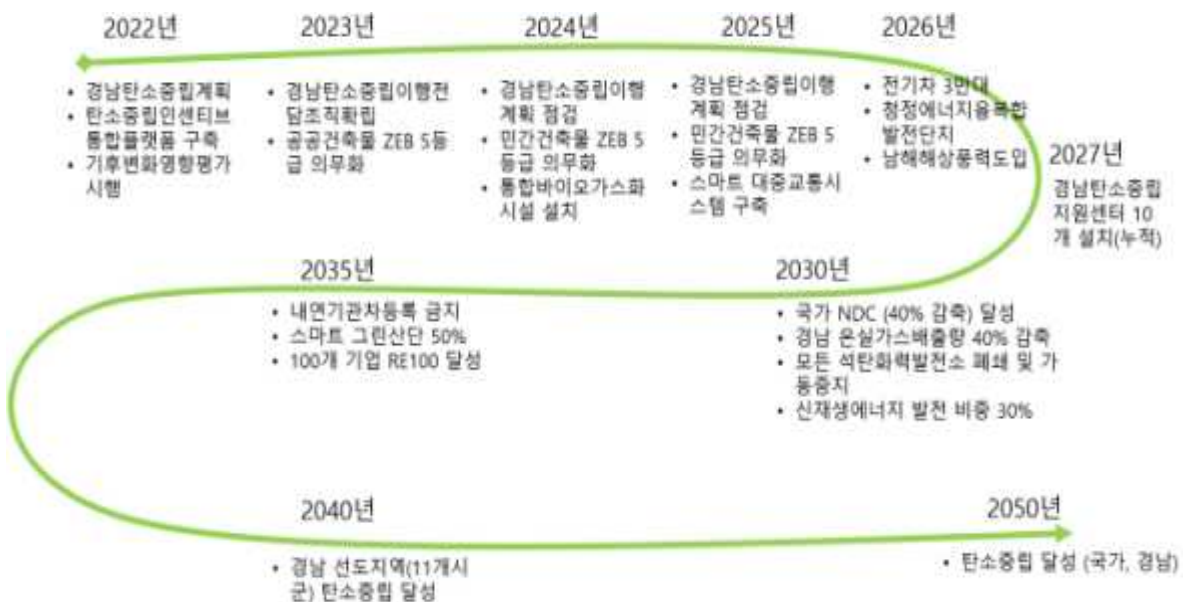 2022년
경남탄소중립계획
탄소중립인센티브
통합플랫폼 구축
기후변화영향평가
시행
2023년
경남탄소중립이행전
담조직확립
공공건축물 ZEB 5등
급 의무화
2024년
경남탄소중립이행
계획 점검
민간건축물 ZEB 5
등급 의무화
통합바이오가스화
시설 설치
2025년
경남탄소중립이행
계획 점검
민간건축물 ZEB 5
등급 의무화
스마트 대중교통시
스템 구축
2026년
전기차 3만대
청정에너지융복합
발전단지
남해해상풍력도입
2027년
경남탄소중립
지원센터 10
개 설치(누적)
2030년
국가 NDC (40% 감축) 달성
경남 온실가스배출량 40% 감축
모든 석탄화력발전소 폐쇄 및 가
동중지
신재생에너지 발전 비중 30%
2035년
내연기관차등록 금지
스마트 그린산단 50%
100개 기업 RE100 달성
2040년
경남 선도지역(11개시
군) 탄소중립 달성
2050년
탄소중립 달성 (국가, 경남)